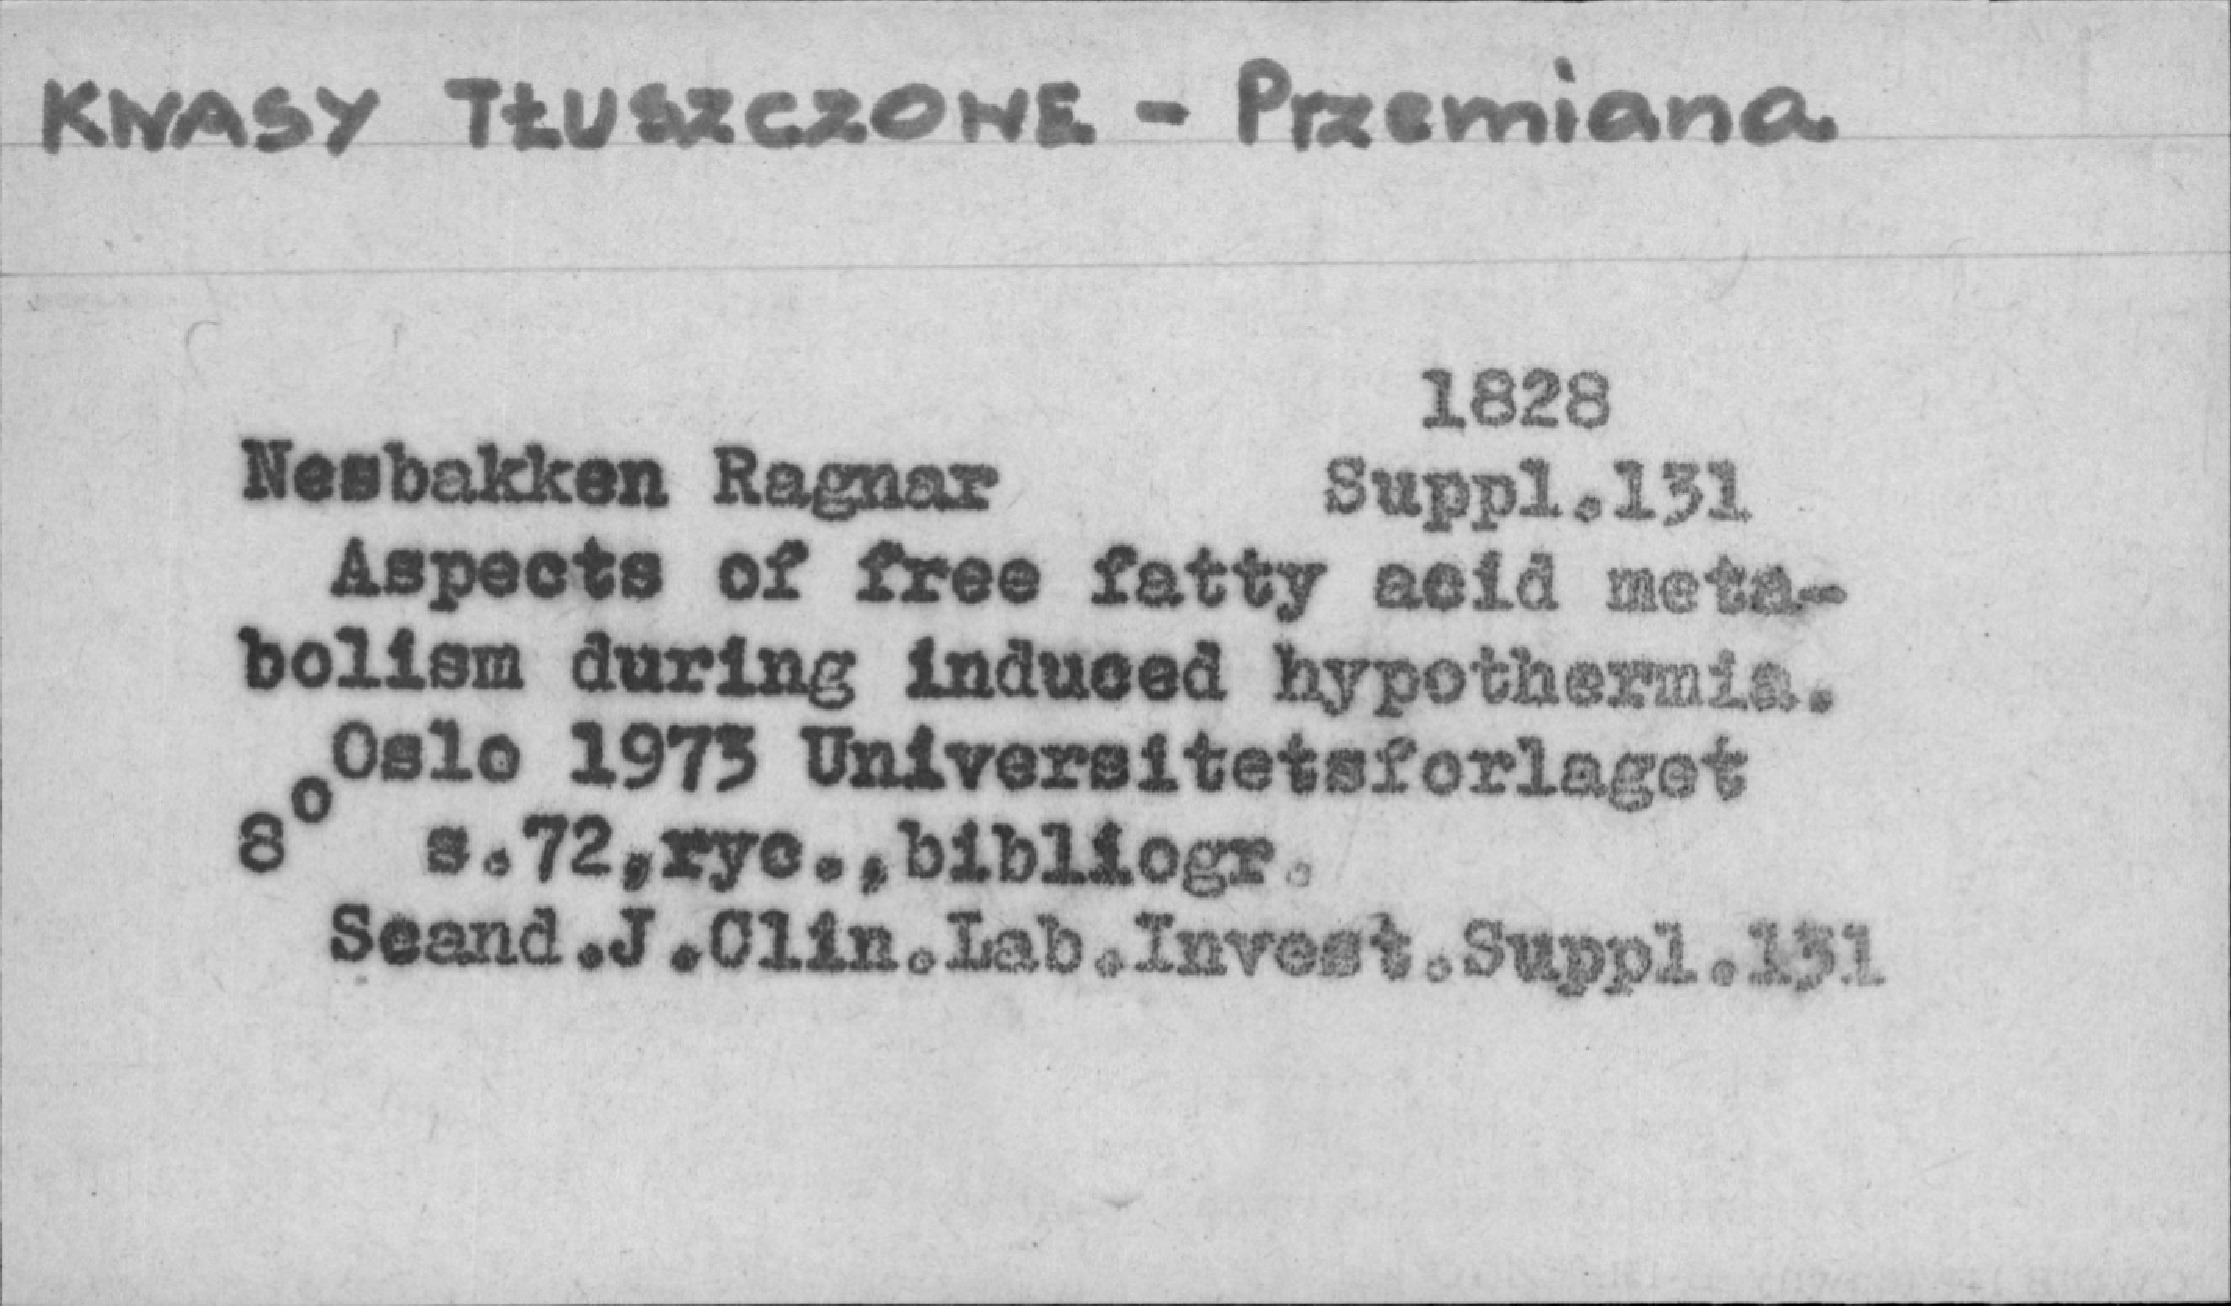 KWASY TŁUSZCZOWE - Przemiana
1828
Nesbakken Ragnar Suppl.131
Aspects of free fatty acid meta-
bolism during induced hypothermia.
Oslo 1973 Universitetsforlaget
8° s.72,ryc.,bibliogr.
Scand.J.Clin.Lab.Invest.Suppl.131